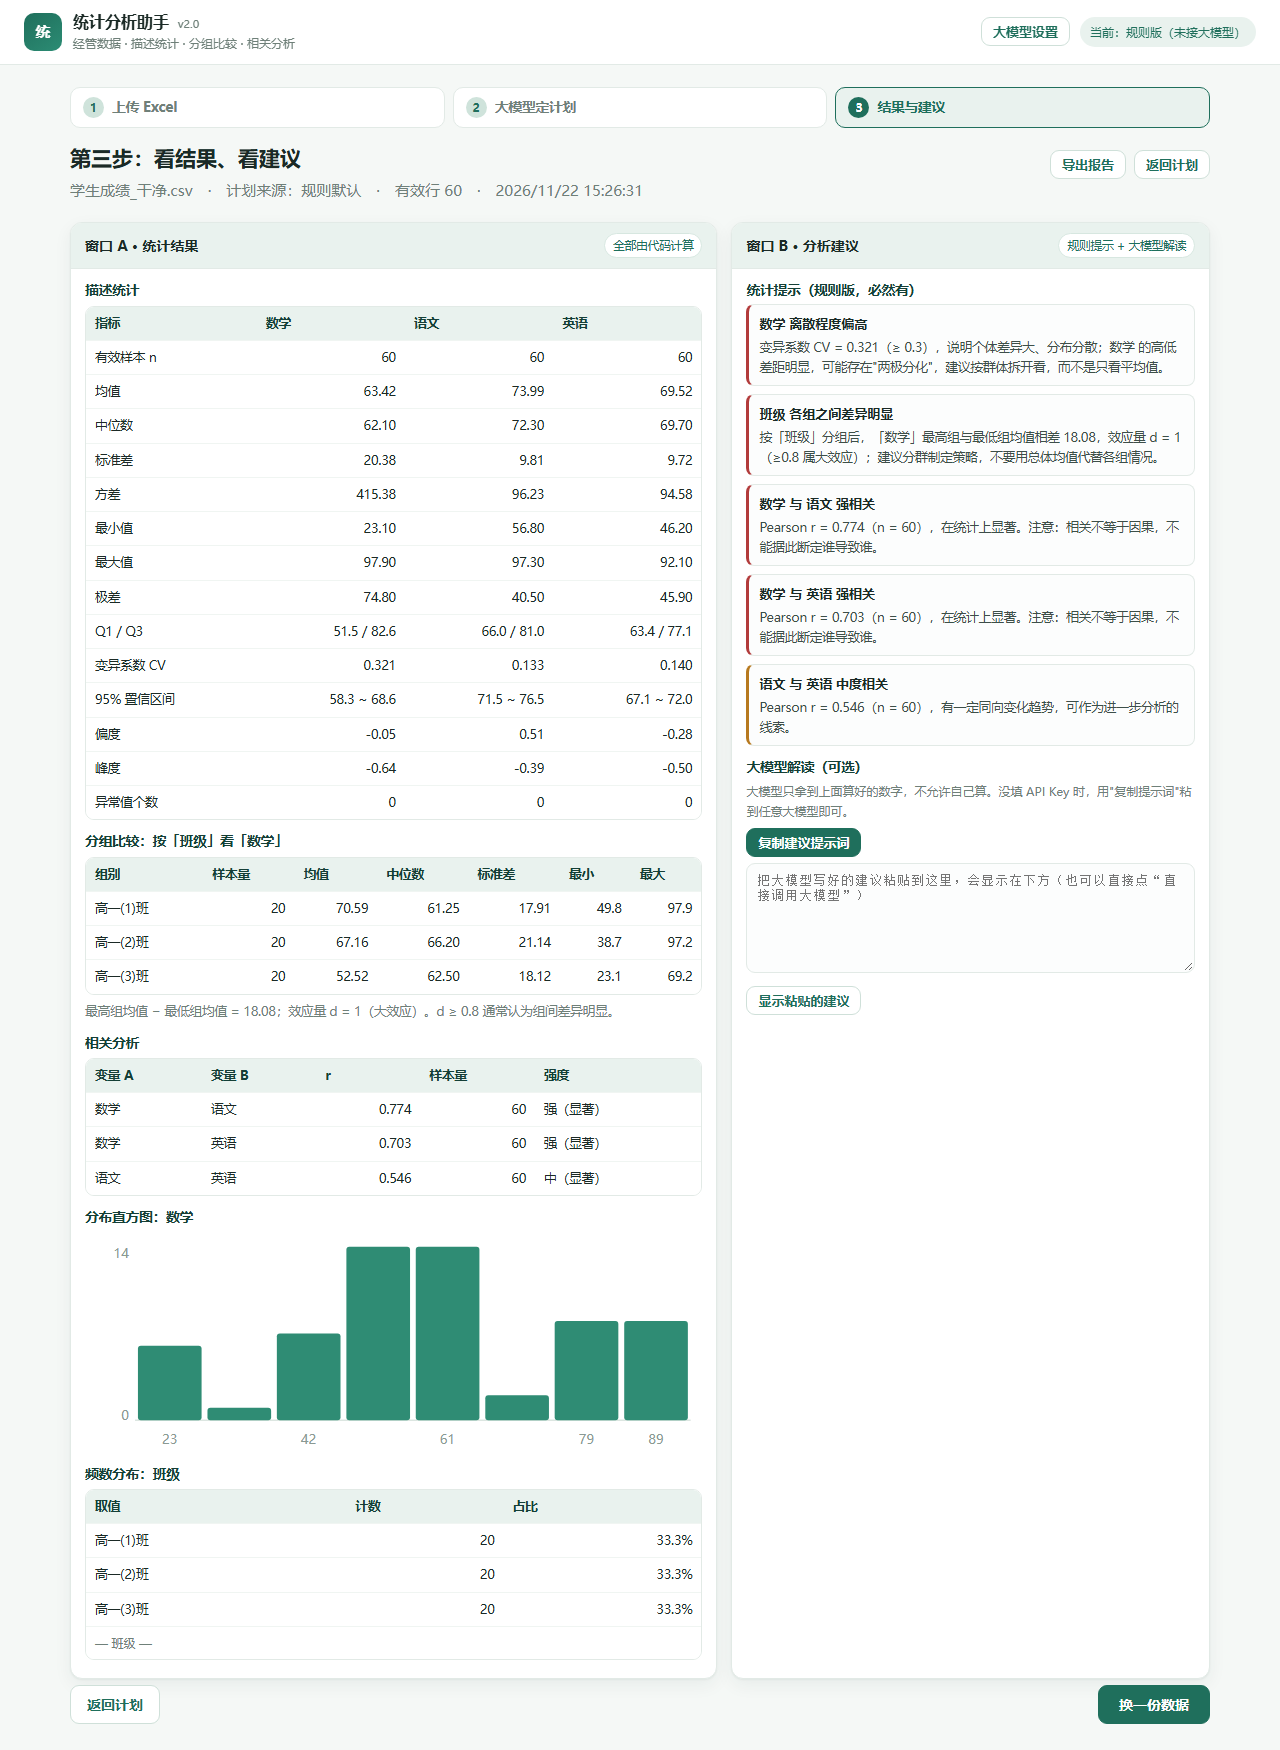 统 统计分析助手 v2.0
经管数据 · 描述统计 · 分组比较 · 相关分析
大模型设置
当前：规则版（未接大模型）
1 上传 Excel
2 大模型定计划
3 结果与建议
第三步：看结果、看建议
学生成绩_干净.csv · 计划来源：规则默认 · 有效行 60 · 2026/11/22 15:26:31
导出报告
返回计划
窗口 A • 统计结果
全部由代码计算
描述统计
指标 数学 语文 英语
有效样本 n 60 60 60
均值 63.42 73.99 69.52
中位数 62.10 72.30 69.70
标准差 20.38 9.81 9.72
方差 415.38 96.23 94.58
最小值 23.10 56.80 46.20
最大值 97.90 97.30 92.10
极差 74.80 40.50 45.90
Q1 / Q3 51.5 / 82.6 66.0 / 81.0 63.4 / 77.1
变异系数 CV 0.321 0.133 0.140
95% 置信区间 58.3 ~ 68.6 71.5 ~ 76.5 67.1 ~ 72.0
偏度 -0.05 0.51 -0.28
峰度 -0.64 -0.39 -0.50
异常值个数 0 0 0
分组比较：按「班级」看「数学」
组别 样本量 均值 中位数 标准差 最小 最大
高一(1)班 20 70.59 61.25 17.91 49.8 97.9
高一(2)班 20 67.16 66.20 21.14 38.7 97.2
高一(3)班 20 52.52 62.50 18.12 23.1 69.2
最高组均值 − 最低组均值 = 18.08；效应量 d = 1（大效应）。d ≥ 0.8 通常认为组间差异明显。
相关分析
变量 A 变量 B r 样本量 强度
数学 语文 0.774 60 强（显著）
数学 英语 0.703 60 强（显著）
语文 英语 0.546 60 中（显著）
分布直方图：数学
14
0
23 42 61 79 89
频数分布：班级
取值 计数 占比
高一(1)班 20 33.3%
高一(2)班 20 33.3%
高一(3)班 20 33.3%
— 班级 —
窗口 B • 分析建议
规则提示 + 大模型解读
统计提示（规则版，必然有）
数学 离散程度偏高
变异系数 CV = 0.321（≥ 0.3），说明个体差异大、分布分散；数学 的高低
差距明显，可能存在"两极分化"，建议按群体拆开看，而不是只看平均值。
班级 各组之间差异明显
按「班级」分组后，「数学」最高组与最低组均值相差 18.08，效应量 d = 1
（≥0.8 属大效应）；建议分群制定策略，不要用总体均值代替各组情况。
数学 与 语文 强相关
Pearson r = 0.774（n = 60），在统计上显著。注意：相关不等于因果，不
能据此断定谁导致谁。
数学 与 英语 强相关
Pearson r = 0.703（n = 60），在统计上显著。注意：相关不等于因果，不
能据此断定谁导致谁。
语文 与 英语 中度相关
Pearson r = 0.546（n = 60），有一定同向变化趋势，可作为进一步分析的
线索。
大模型解读（可选）
大模型只拿到上面算好的数字，不允许自己算。没填 API Key 时，用"复制提示词"粘
到任意大模型即可。
复制建议提示词
把大模型写好的建议粘贴到这里，会显示在下方（也可以直接点“直
接调用大模型”）
显示粘贴的建议
返回计划
换一份数据